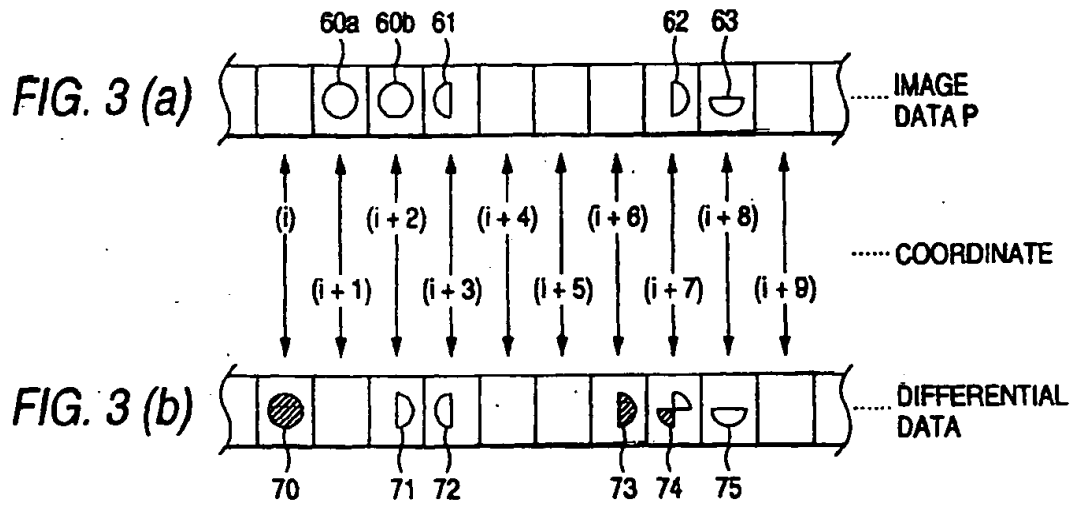 60a 60b 61 62 63
FIG. 3 (a)
IMAGE
DATA P
(i) (i + 2) (i + 4) (i + 6) (i + 8)
COORDINATE
(i + 1) (i + 3) (i + 5) (i + 7) (i + 9)
FIG. 3 (b)
DIFFERENTIAL
DATA
70 71 72 73 74 75